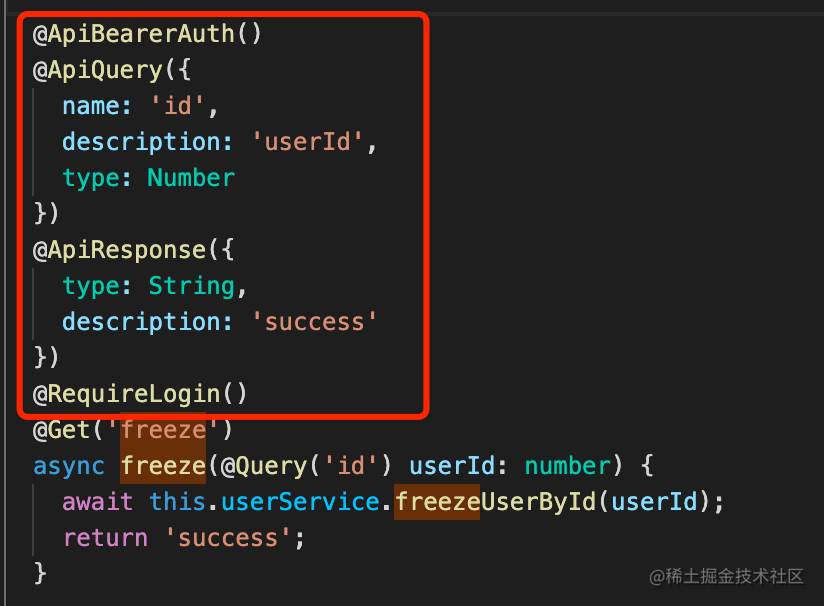 @ApiBearerAuth()
@ApiQuery({
  name: 'id',
  description: 'userId',
  type: Number
})
@ApiResponse({
  type: String,
  description: 'success'
})
@RequireLogin()
@Get('freeze')
async freeze(@Query('id') userId: number) {
  await this.userService.freezeUserById(userId);
  return 'success';
}
@稀土掘金技术社区